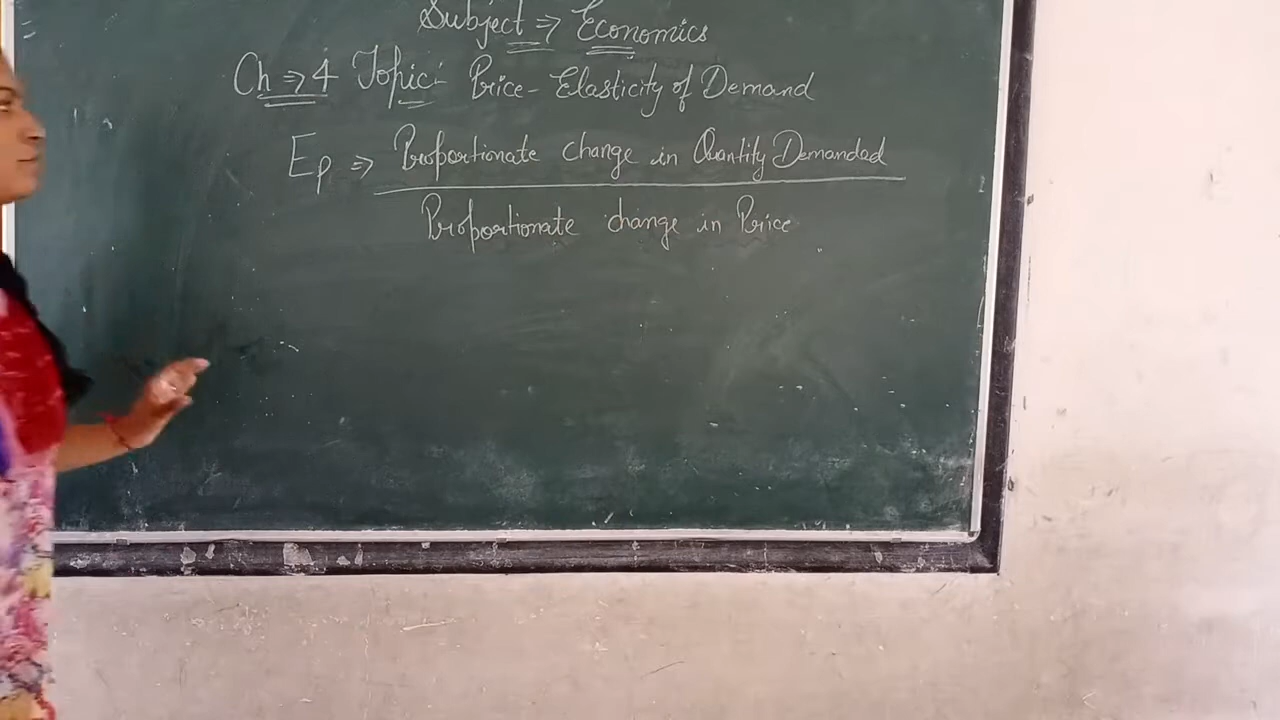 Subject ⇒ Economics
Ch ⇒ 4 Topic:- Price - Elasticity of Demand
Ep ⇒ Proportionate change in Quantity Demanded
Proportionate change in Price